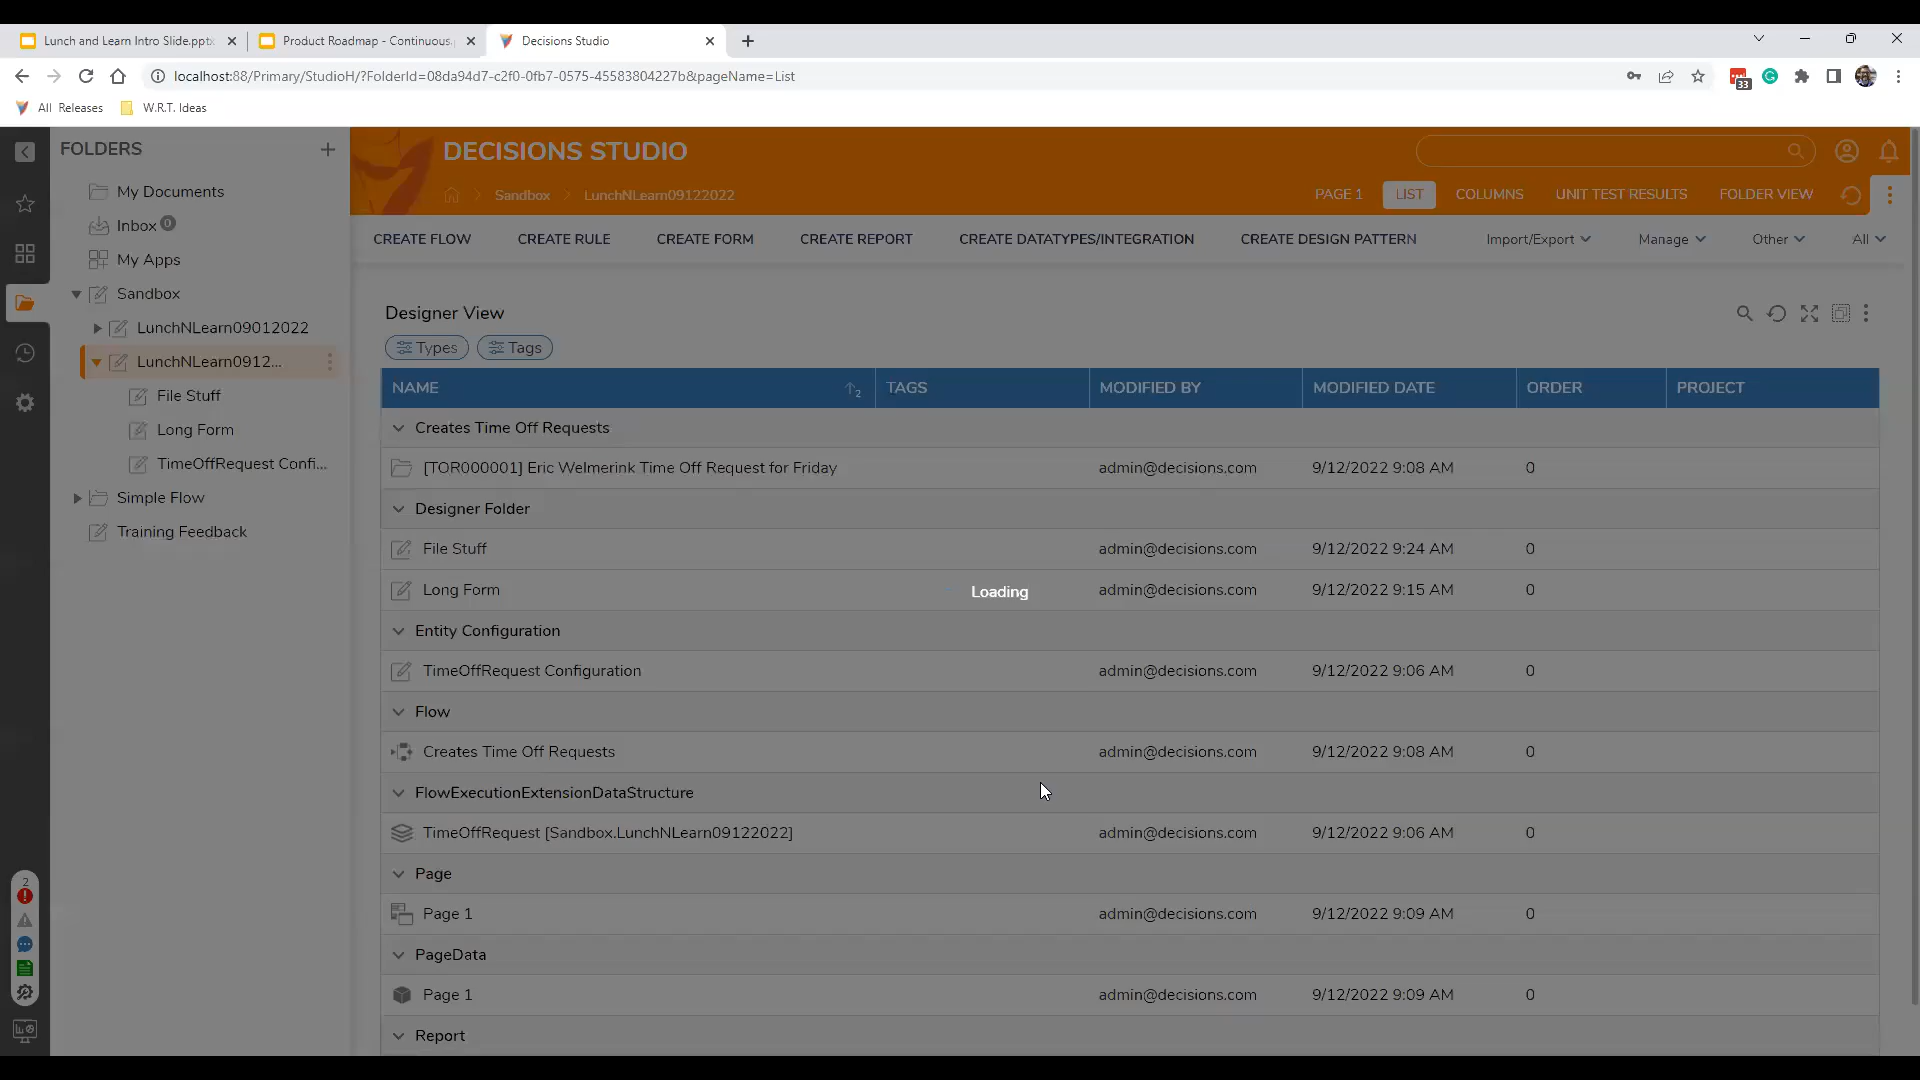 Lunch and Learn Intro Slide.pptx
Product Roadmap - Continuous
Decisions Studio
localhost:88/Primary/StudioH/?FolderId=08da94d7-c2f0-0fb7-0575-45583804227b&pageName=List
33
All Releases
W.R.T. Ideas
FOLDERS
DECISIONS STUDIO
My Documents
Inbox 0
My Apps
Sandbox
LunchNLearn09012022
LunchNLearn0912...
File Stuff
Long Form
TimeOffRequest Confi...
Simple Flow
Training Feedback
2
Sandbox
LunchNLearn09122022
PAGE 1
LIST
COLUMNS
UNIT TEST RESULTS
FOLDER VIEW
CREATE FLOW
CREATE RULE
CREATE FORM
CREATE REPORT
CREATE DATATYPES/INTEGRATION
CREATE DESIGN PATTERN
Import/Export
Manage
Other
All
Designer View
Types
Tags
NAME 2 TAGS MODIFIED BY MODIFIED DATE ORDER PROJECT
Creates Time Off Requests
[TOR000001] Eric Welmerink Time Off Request for Friday admin@decisions.com 9/12/2022 9:08 AM 0
Designer Folder
File Stuff admin@decisions.com 9/12/2022 9:24 AM 0
Long Form admin@decisions.com 9/12/2022 9:15 AM 0
Loading
Entity Configuration
TimeOffRequest Configuration admin@decisions.com 9/12/2022 9:06 AM 0
Flow
Creates Time Off Requests admin@decisions.com 9/12/2022 9:08 AM 0
FlowExecutionExtensionDataStructure
TimeOffRequest [Sandbox.LunchNLearn09122022] admin@decisions.com 9/12/2022 9:06 AM 0
Page
Page 1 admin@decisions.com 9/12/2022 9:09 AM 0
PageData
Page 1 admin@decisions.com 9/12/2022 9:09 AM 0
Report